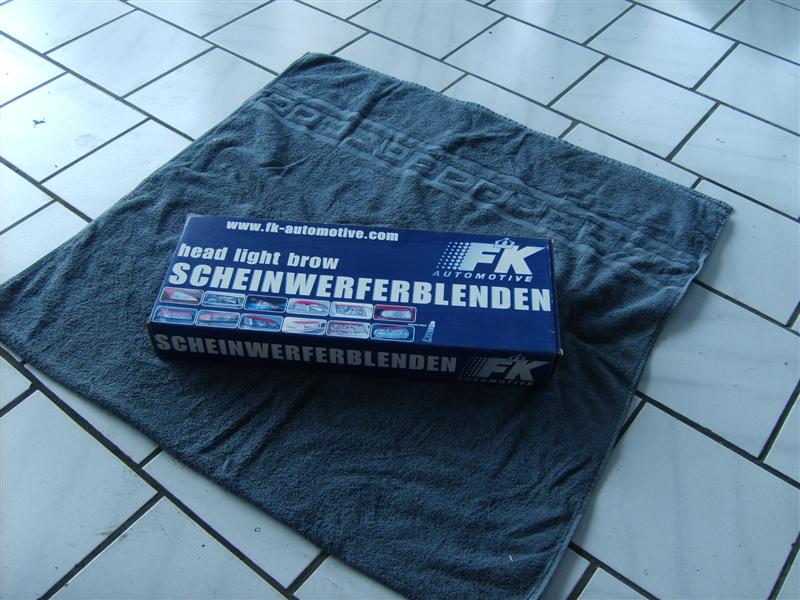 www.fk-automotive.com
head light brow
FK
AUTOMOTIVE
SCHEINWERFERBLENDEN
SCHEINWERFERBLENDEN
FK
AUTOMOTIVE